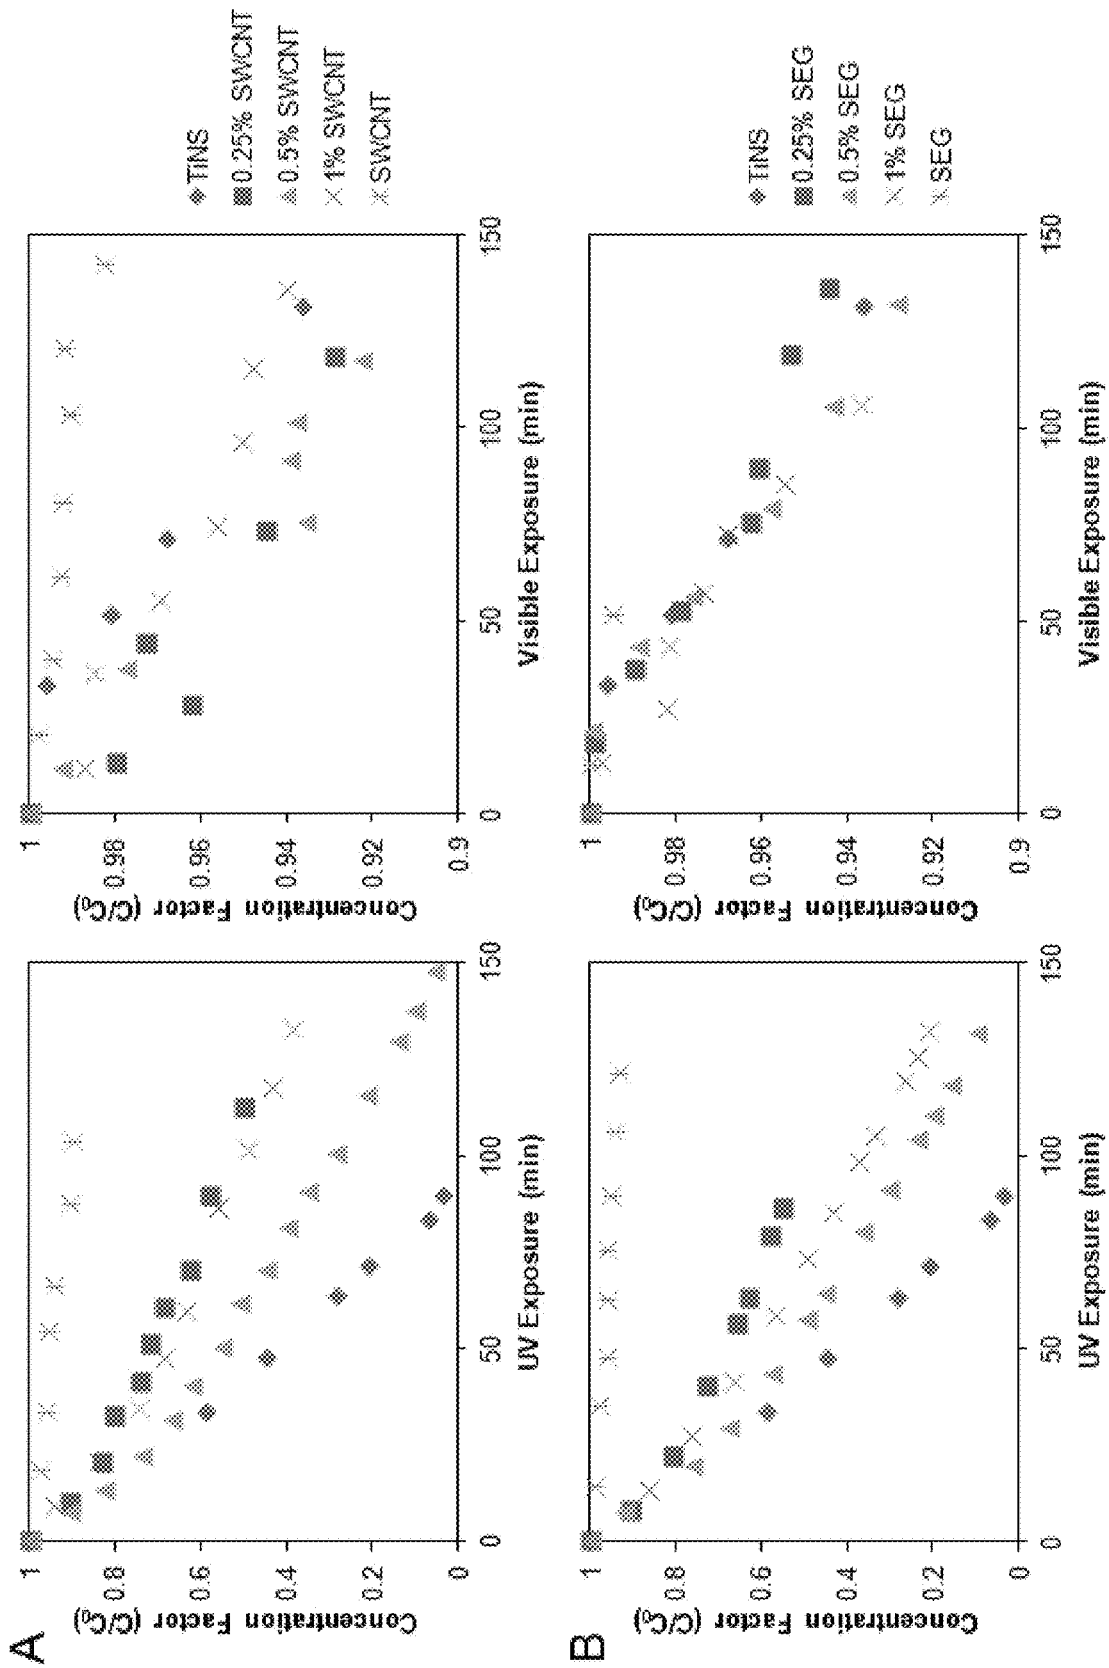 A
Concentration Factor (C/C₀)
1
0.8
0.6
0.4
0.2
0
0 50 100 150
UV Exposure (min)
Concentration Factor (C/C₀)
1
0.98
0.96
0.94
0.92
0.9
0 50 100 150
Visible Exposure (min)
TiNS
0.25% SWCNT
0.5% SWCNT
1% SWCNT
SWCNT
B
Concentration Factor (C/C₀)
1
0.8
0.6
0.4
0.2
0
0 50 100 150
UV Exposure (min)
Concentration Factor (C/C₀)
1
0.98
0.96
0.94
0.92
0.9
0 50 100 150
Visible Exposure (min)
TiNS
0.25% SEG
0.5% SEG
1% SEG
SEG